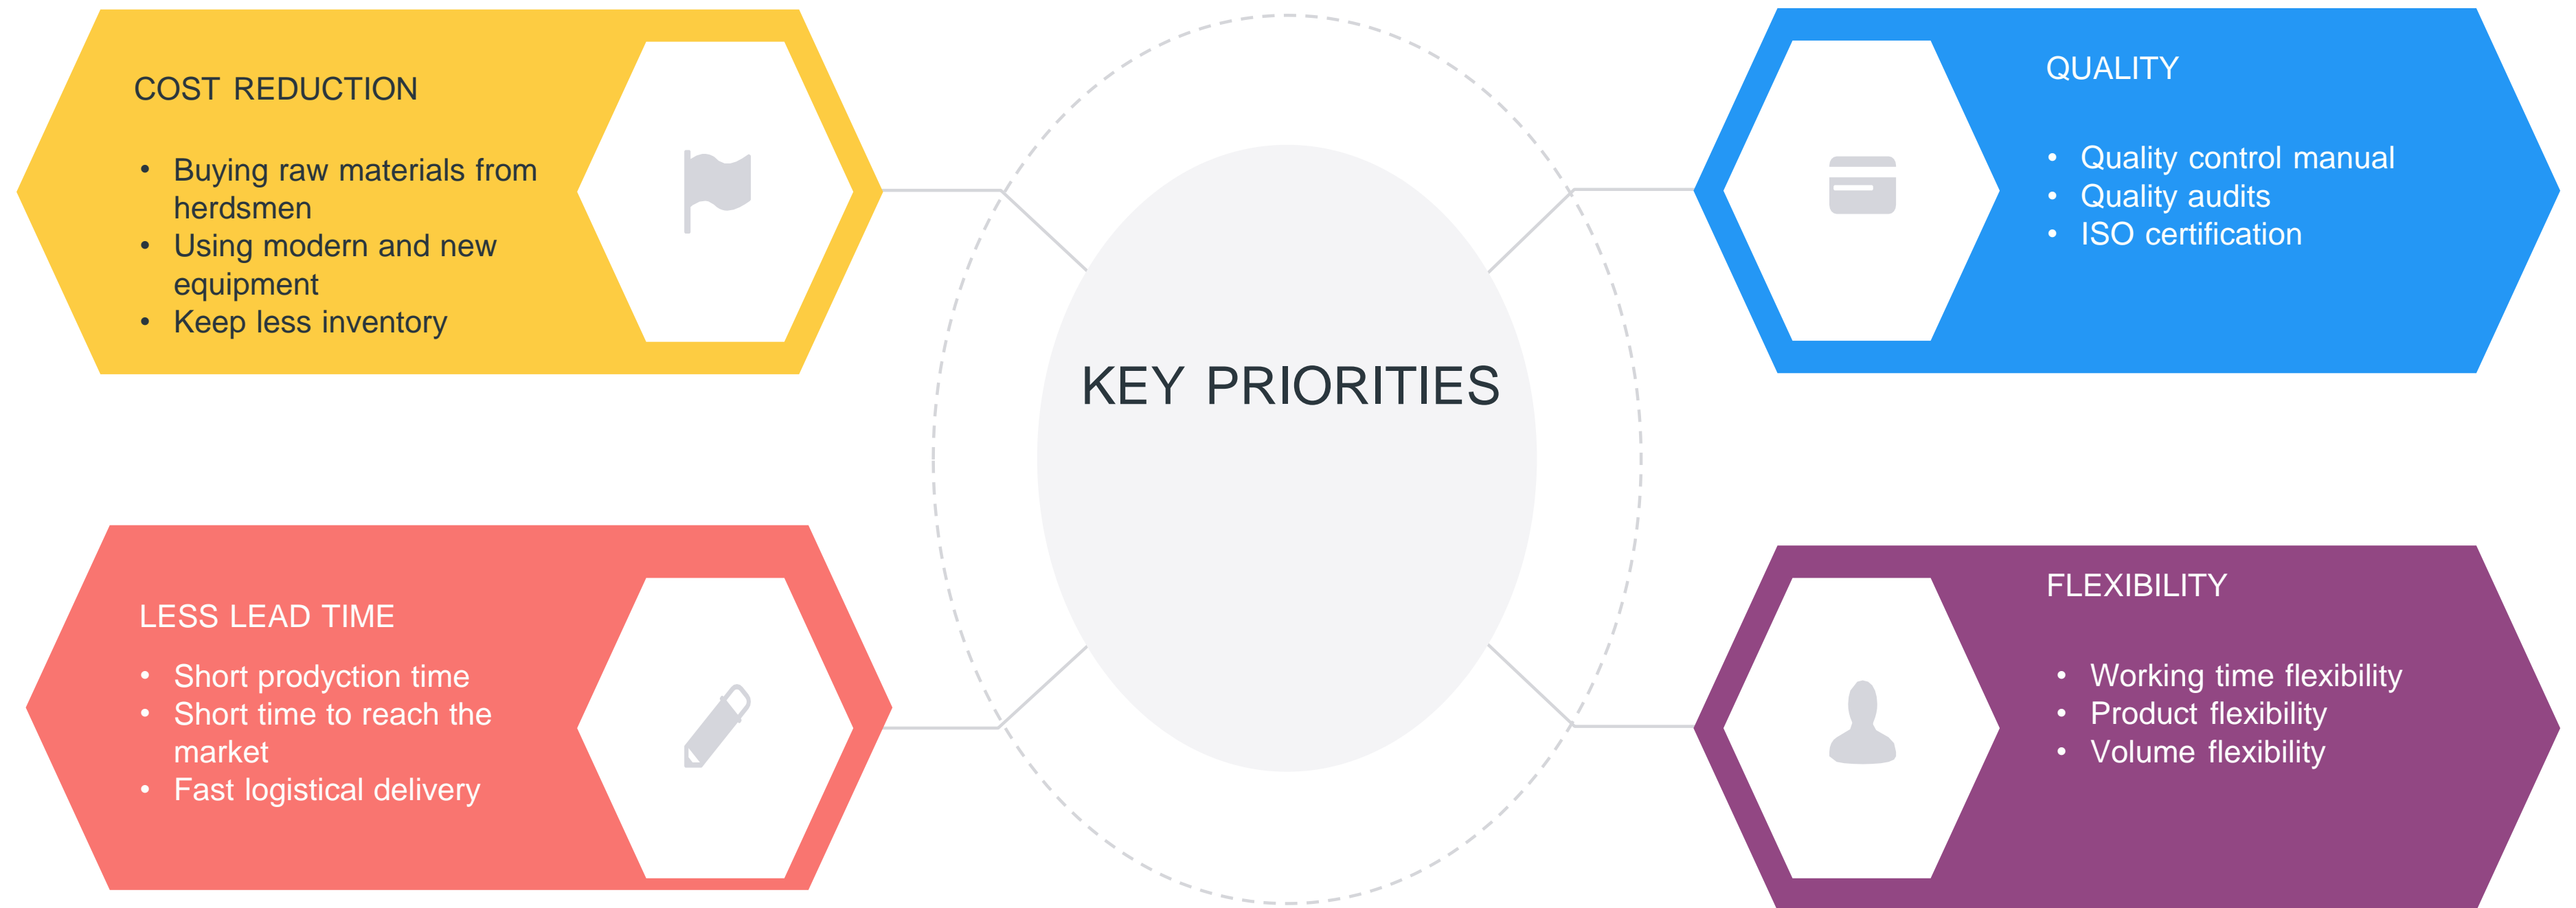 COST REDUCTION
• Buying raw materials from
herdsmen
• Using modern and new
equipment
• Keep less inventory
QUALITY
• Quality control manual
• Quality audits
• ISO certification
KEY PRIORITIES
LESS LEAD TIME
• Short prodyction time
• Short time to reach the
market
• Fast logistical delivery
FLEXIBILITY
• Working time flexibility
• Product flexibility
• Volume flexibility